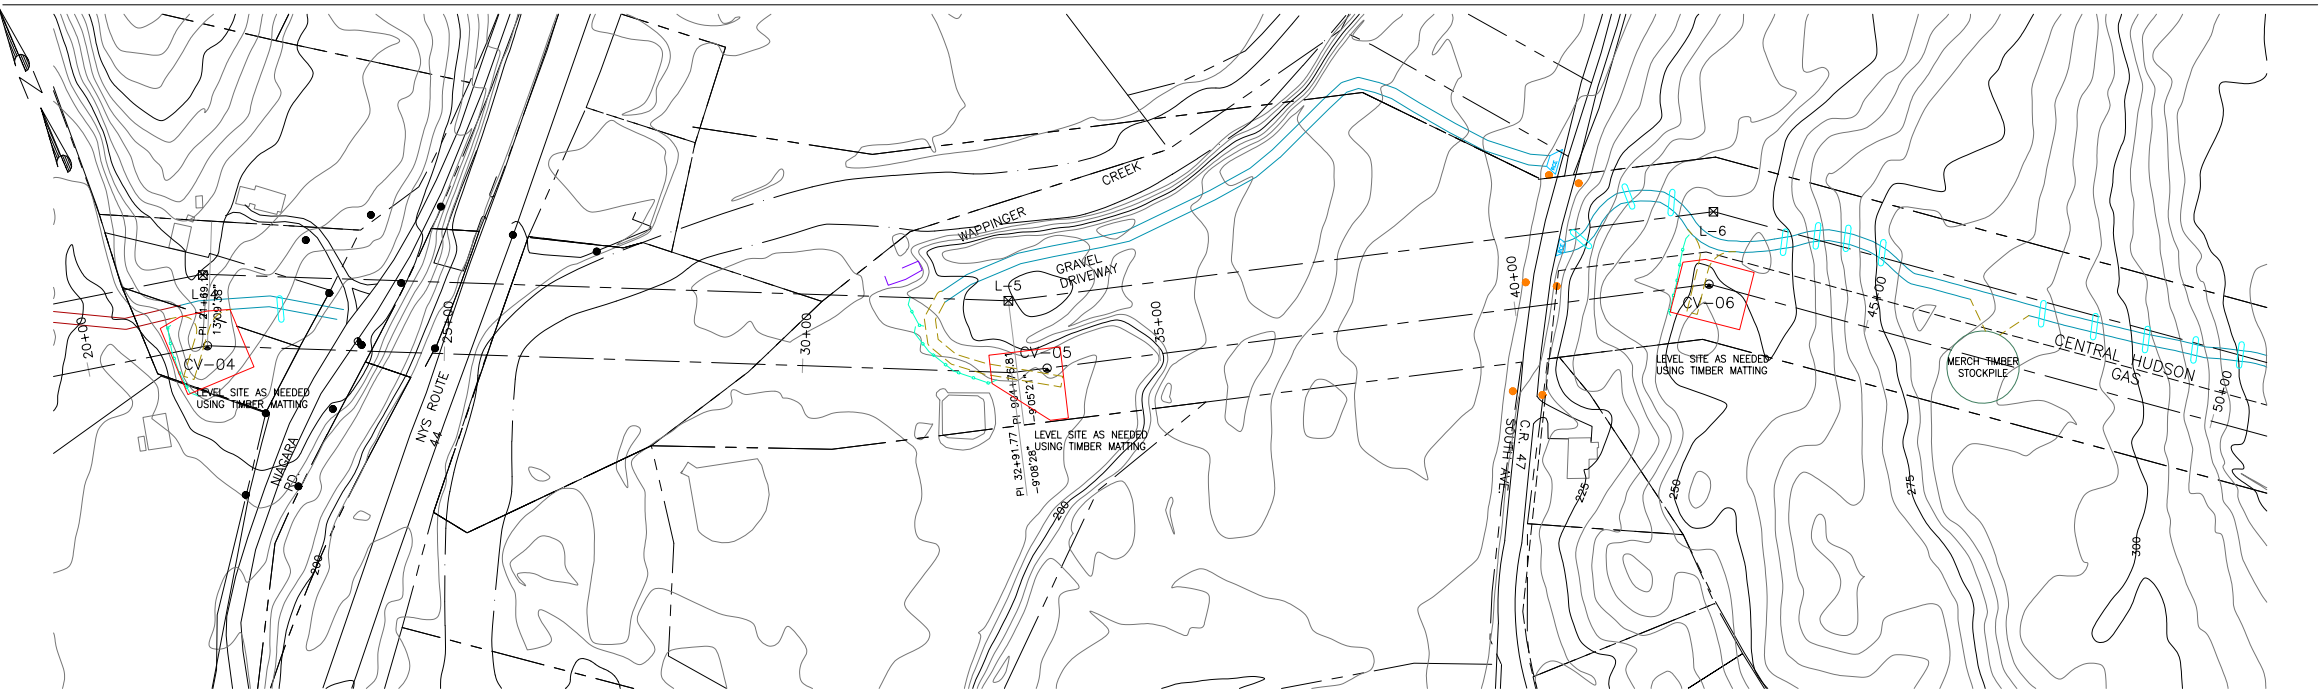 N
20+00
L-4
PI 21+69.
13°09'38"
CV-04
LEVEL SITE AS NEEDED
USING TIMBER MATTING
NIAGARA
RD.
200
NYS ROUTE
44
25+00
30+00
WAPPINGER
CREEK
GRAVEL
DRIVEWAY
L-5
CV-05
35+00
PI 32+91.77
-9°08'28"
-9°05'21"
LEVEL SITE AS NEEDED
USING TIMBER MATTING
200
40+00
SOUTH AVE.
C.R. 47
225
L-6
CV-06
LEVEL SITE AS NEEDED
USING TIMBER MATTING
250
45+00
275
MERCH TIMBER
STOCKPILE
CENTRAL HUDSON
GAS
300
50+00